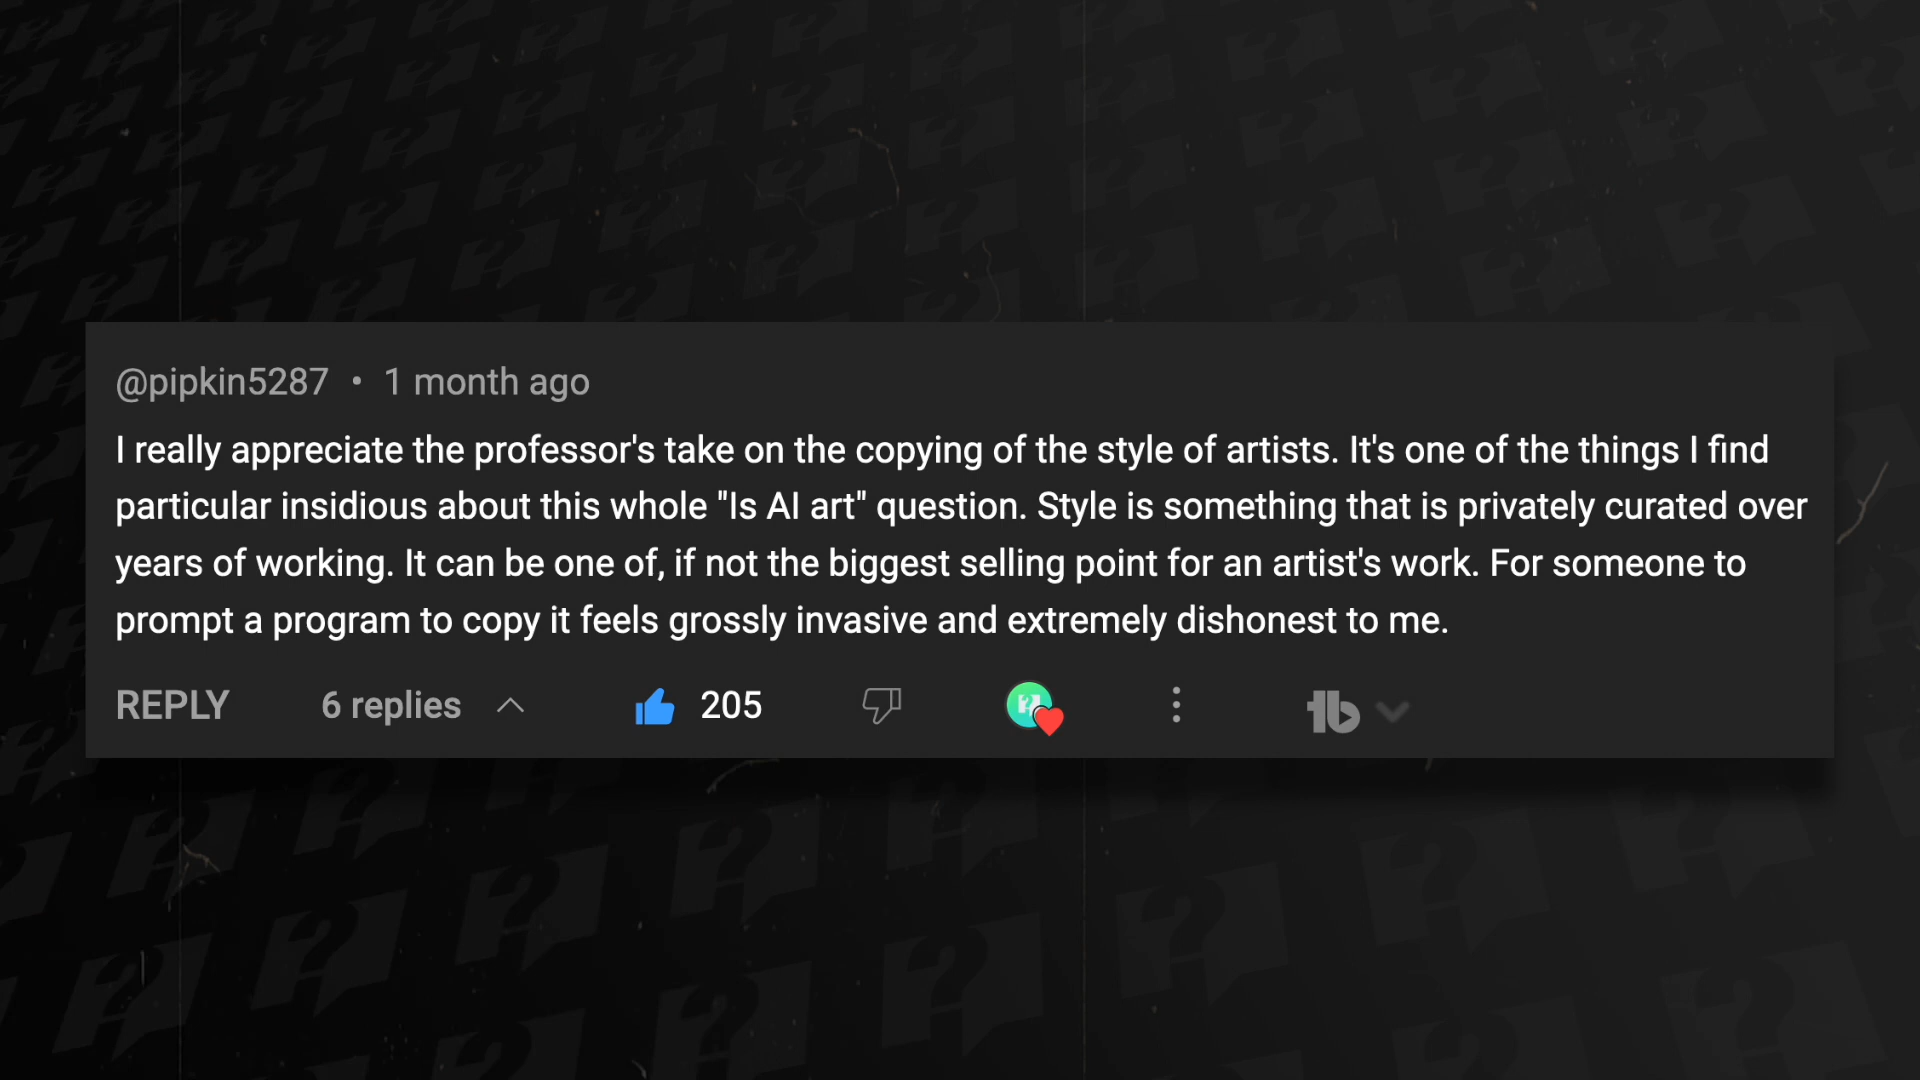 @pipkin5287 • 1 month ago
I really appreciate the professor's take on the copying of the style of artists. It's one of the things I find
particular insidious about this whole "Is AI art" question. Style is something that is privately curated over
years of working. It can be one of, if not the biggest selling point for an artist's work. For someone to
prompt a program to copy it feels grossly invasive and extremely dishonest to me.
REPLY 6 replies 205 tb